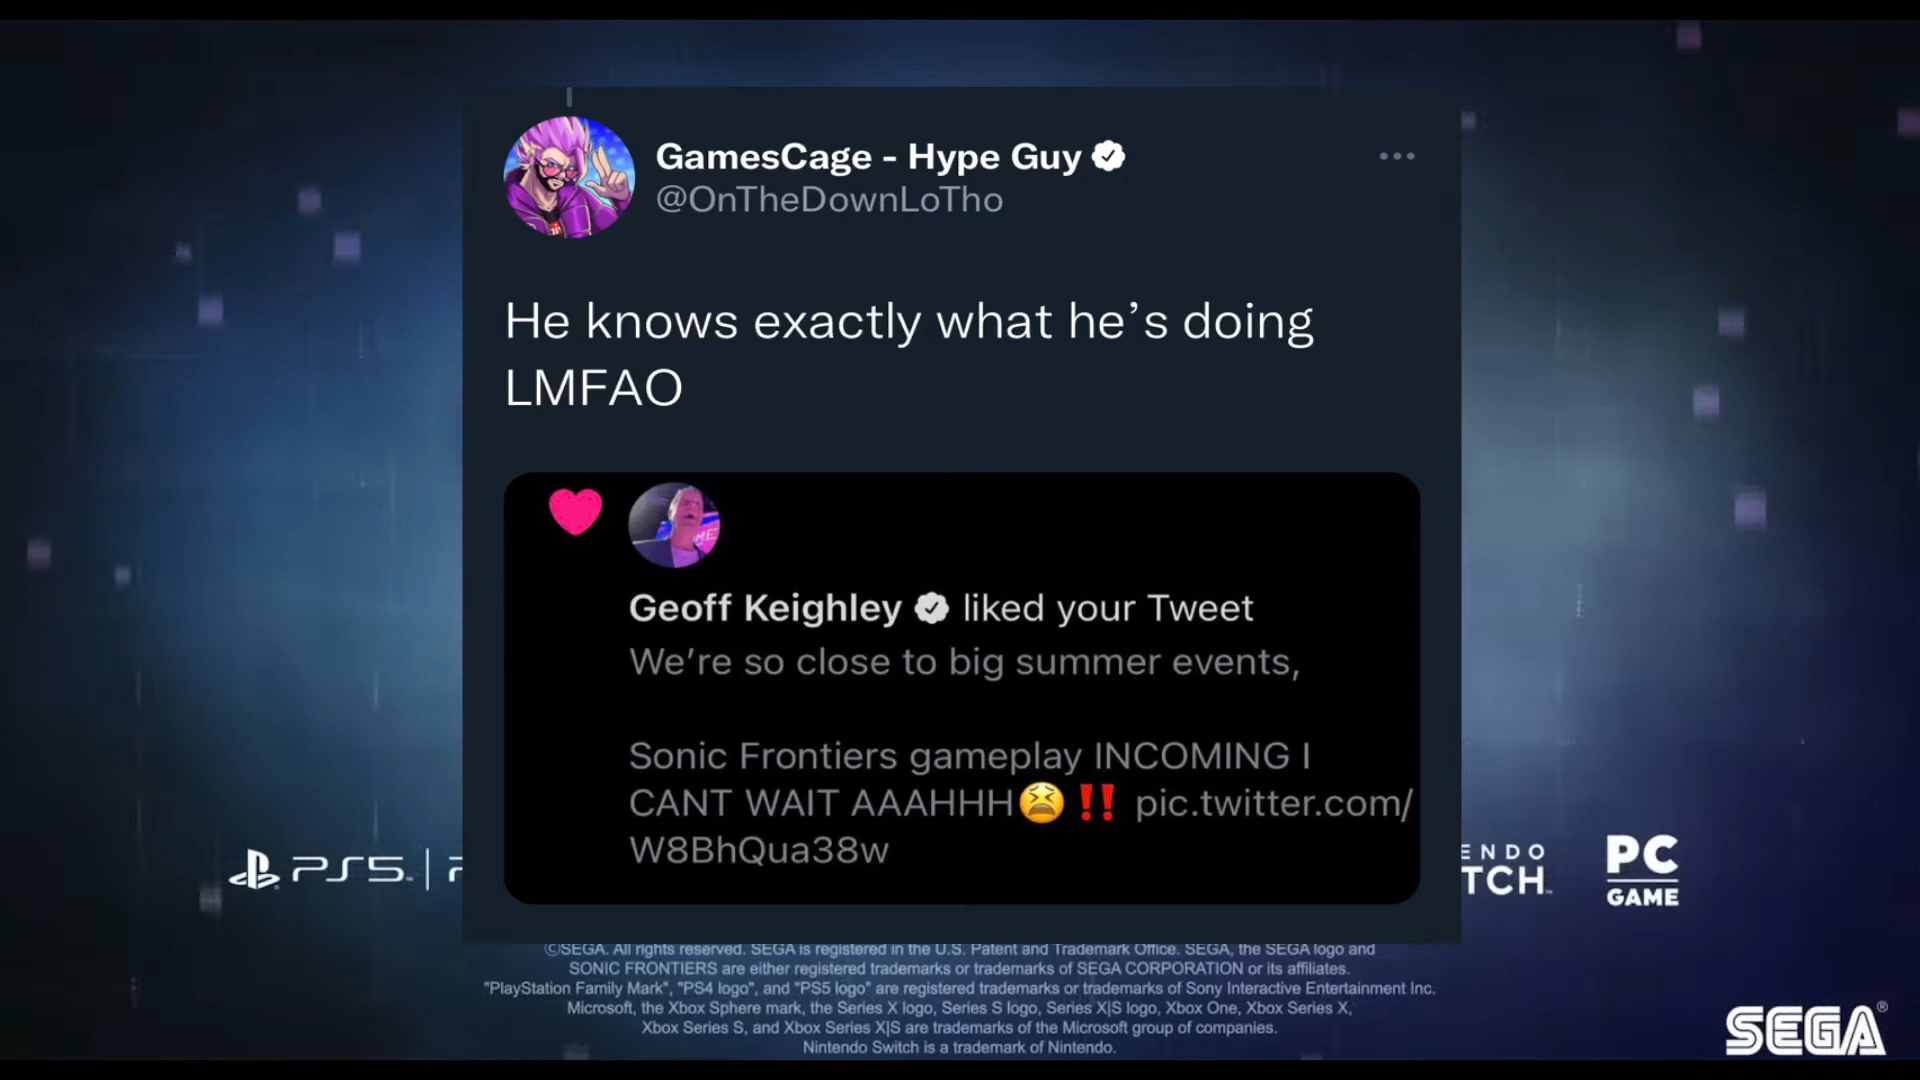 GamesCage - Hype Guy
@OnTheDownLoTho
He knows exactly what he’s doing
LMFAO
Geoff Keighley liked your Tweet
We’re so close to big summer events,
Sonic Frontiers gameplay INCOMING I
CANT WAIT AAAHHH😫‼️ pic.twitter.com/
W8BhQua38w
PS5™
ENDO
TCH™
PC
GAME
©SEGA. All rights reserved. SEGA is registered in the U.S. Patent and Trademark Office. SEGA, the SEGA logo and
SONIC FRONTIERS are either registered trademarks or trademarks of SEGA CORPORATION or its affiliates.
"PlayStation Family Mark", "PS4 logo", and "PS5 logo" are registered trademarks or trademarks of Sony Interactive Entertainment Inc.
Microsoft, the Xbox Sphere mark, the Series X logo, Series S logo, Series X|S logo, Xbox One, Xbox Series X,
Xbox Series S, and Xbox Series X|S are trademarks of the Microsoft group of companies.
Nintendo Switch is a trademark of Nintendo.
SEGA®